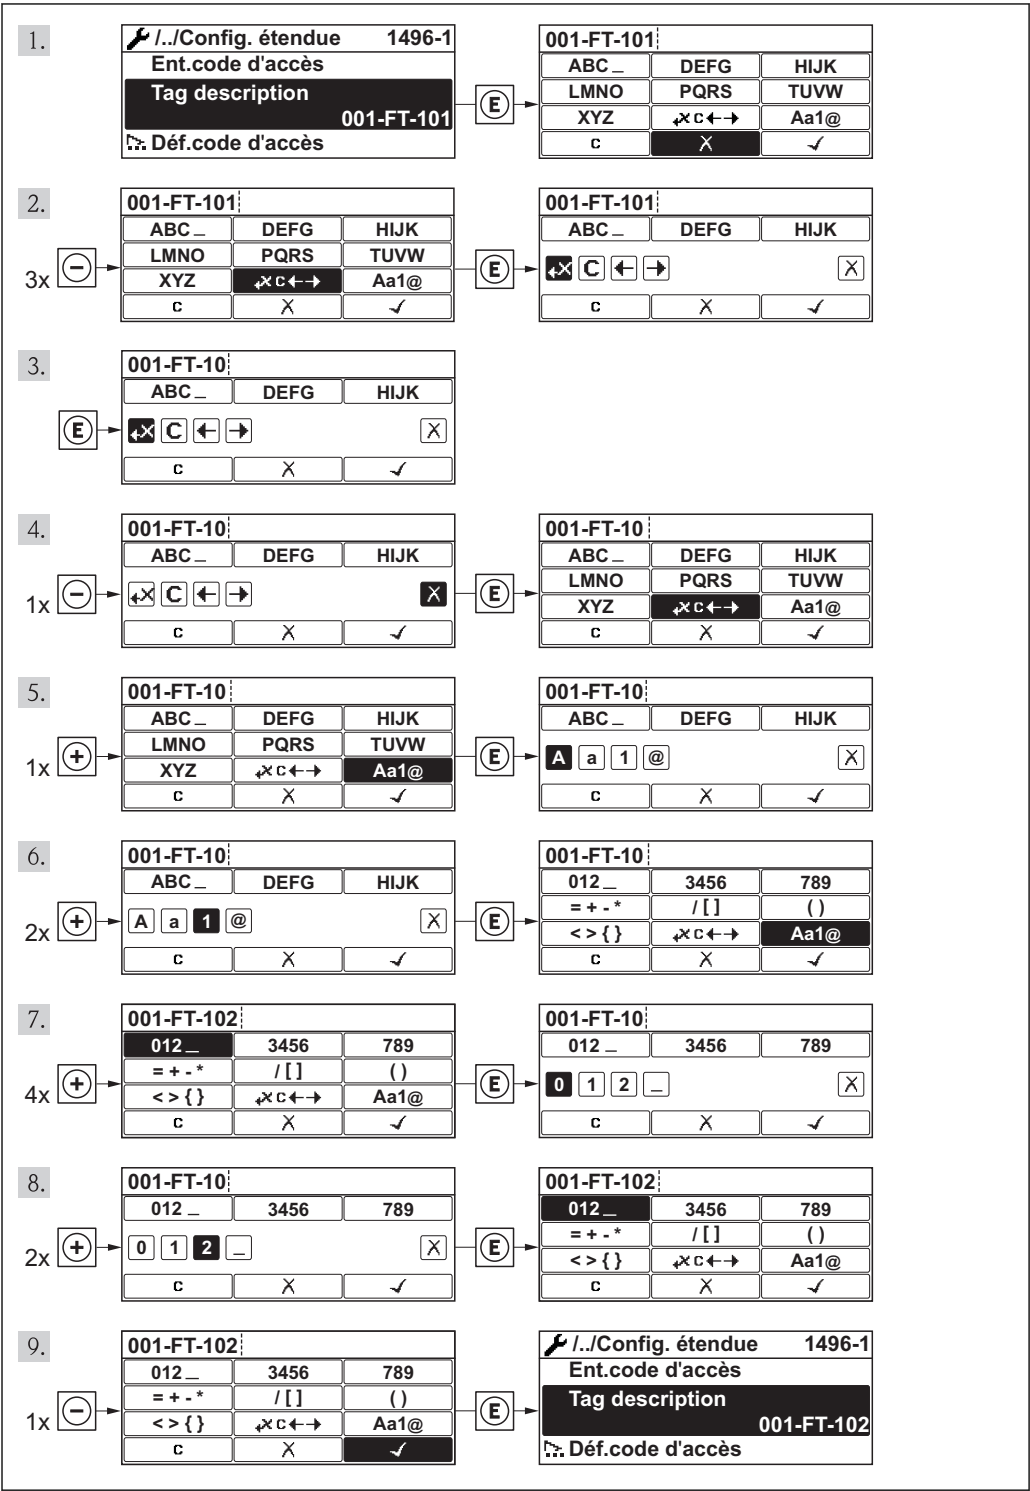 1.
/../Config. étendue 1496-1
Ent.code d'accès
Tag description
001-FT-101
Déf.code d'accès
E
001-FT-101
ABC_ DEFG HIJK
LMNO PQRS TUVW
XYZ C Aa1@
C X ✓
2.
3x -
001-FT-101
ABC_ DEFG HIJK
LMNO PQRS TUVW
XYZ C Aa1@
C X ✓
E
001-FT-101
ABC_ DEFG HIJK
C X
C X ✓
3.
E
001-FT-10
ABC_ DEFG HIJK
C X
C X ✓
4.
1x -
001-FT-10
ABC_ DEFG HIJK
C X
C X ✓
E
001-FT-10
ABC_ DEFG HIJK
LMNO PQRS TUVW
XYZ C Aa1@
C X ✓
5.
1x +
001-FT-10
ABC_ DEFG HIJK
LMNO PQRS TUVW
XYZ C Aa1@
C X ✓
E
001-FT-10
ABC_ DEFG HIJK
A a 1 @ X
C X ✓
6.
2x +
001-FT-10
ABC_ DEFG HIJK
A a 1 @ X
C X ✓
E
001-FT-10
012_ 3456 789
= + - * / [ ] ( )
< > { } C Aa1@
C X ✓
7.
4x +
001-FT-102
012_ 3456 789
= + - * / [ ] ( )
< > { } C Aa1@
C X ✓
E
001-FT-10
012_ 3456 789
0 1 2 _ X
C X ✓
8.
2x +
001-FT-10
012_ 3456 789
0 1 2 _ X
C X ✓
E
001-FT-102
012_ 3456 789
= + - * / [ ] ( )
< > { } C Aa1@
C X ✓
9.
1x -
001-FT-102
012_ 3456 789
= + - * / [ ] ( )
< > { } C Aa1@
C X ✓
E
/../Config. étendue 1496-1
Ent.code d'accès
Tag description
001-FT-102
Déf.code d'accès